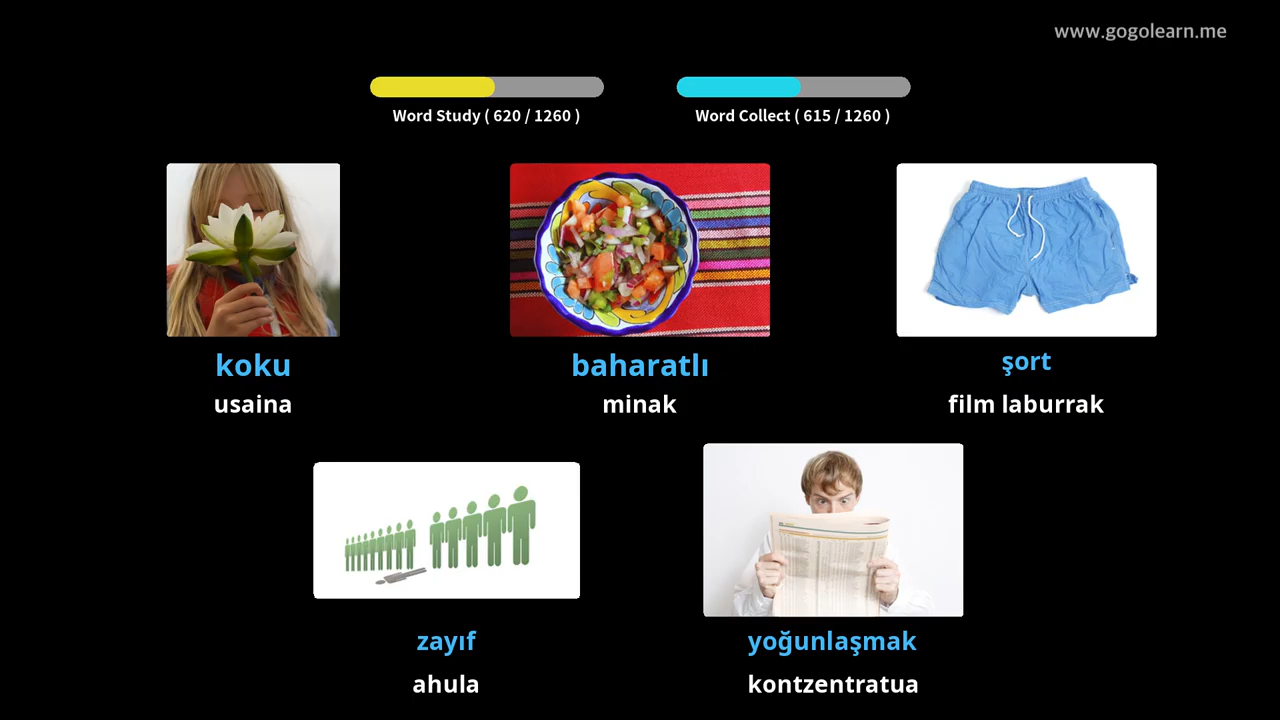 www.gogolearn.me
Word Study ( 620 / 1260 )
Word Collect ( 615 / 1260 )
koku
usaina
baharatlı
minak
şort
film laburrak
zayıf
ahula
yoğunlaşmak
kontzentratua